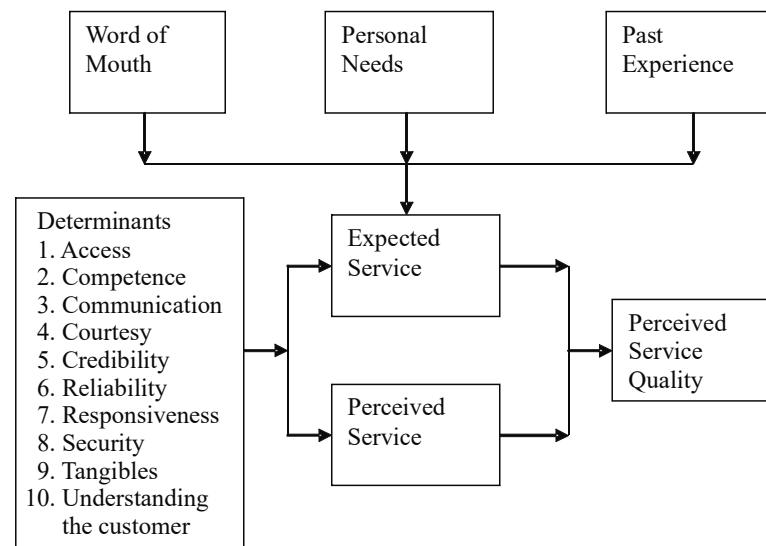 Word of
Mouth
Personal
Needs
Past
Experience
Determinants
1. Access
2. Competence
3. Communication
4. Courtesy
5. Credibility
6. Reliability
7. Responsiveness
8. Security
9. Tangibles
10. Understanding
the customer
Expected
Service
Perceived
Service
Perceived
Service
Quality